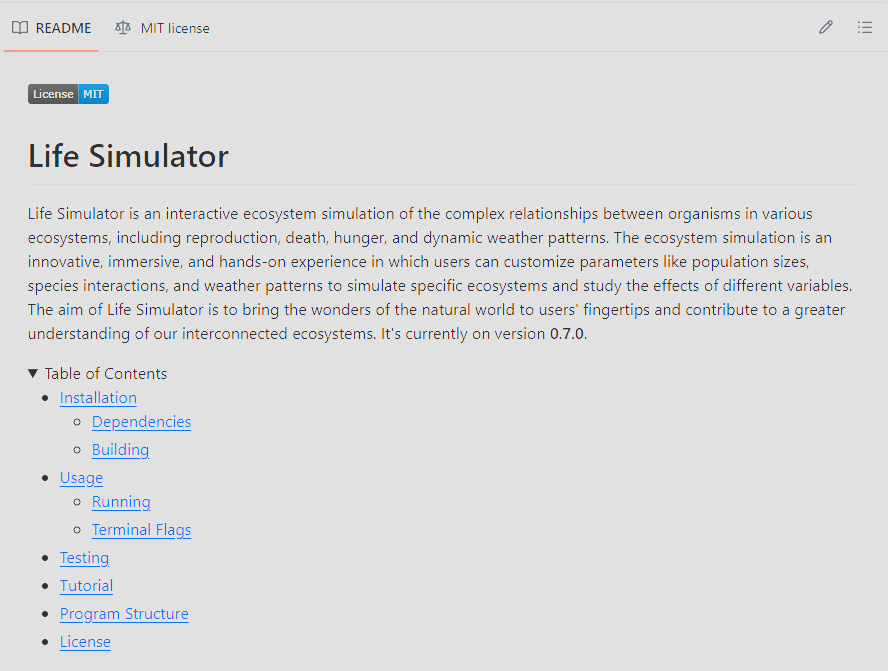 README MIT license
License MIT
Life Simulator
Life Simulator is an interactive ecosystem simulation of the complex relationships between organisms in various
ecosystems, including reproduction, death, hunger, and dynamic weather patterns. The ecosystem simulation is an
innovative, immersive, and hands-on experience in which users can customize parameters like population sizes,
species interactions, and weather patterns to simulate specific ecosystems and study the effects of different variables.
The aim of Life Simulator is to bring the wonders of the natural world to users' fingertips and contribute to a greater
understanding of our interconnected ecosystems. It's currently on version 0.7.0.
Table of Contents
Installation
Dependencies
Building
Usage
Running
Terminal Flags
Testing
Tutorial
Program Structure
License